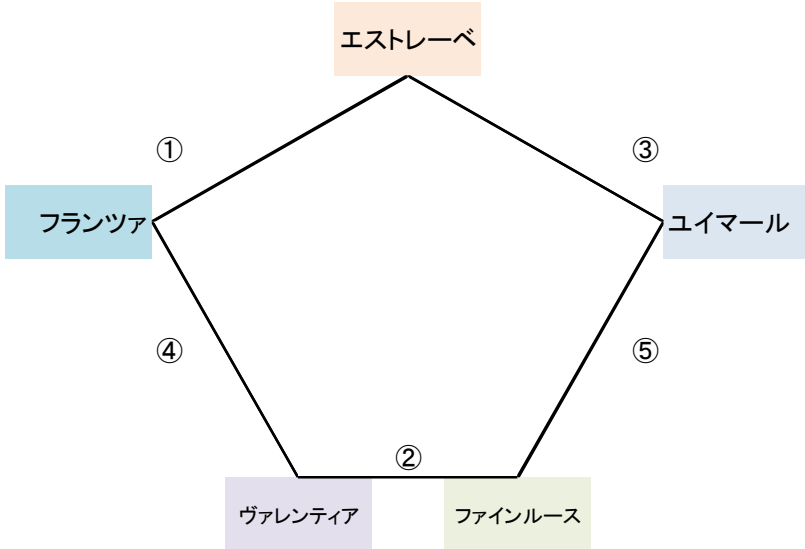 エストレーベ
①
③
フランツァ
ユイマール
④
⑤
②
ヴァレンティア
ファインルース